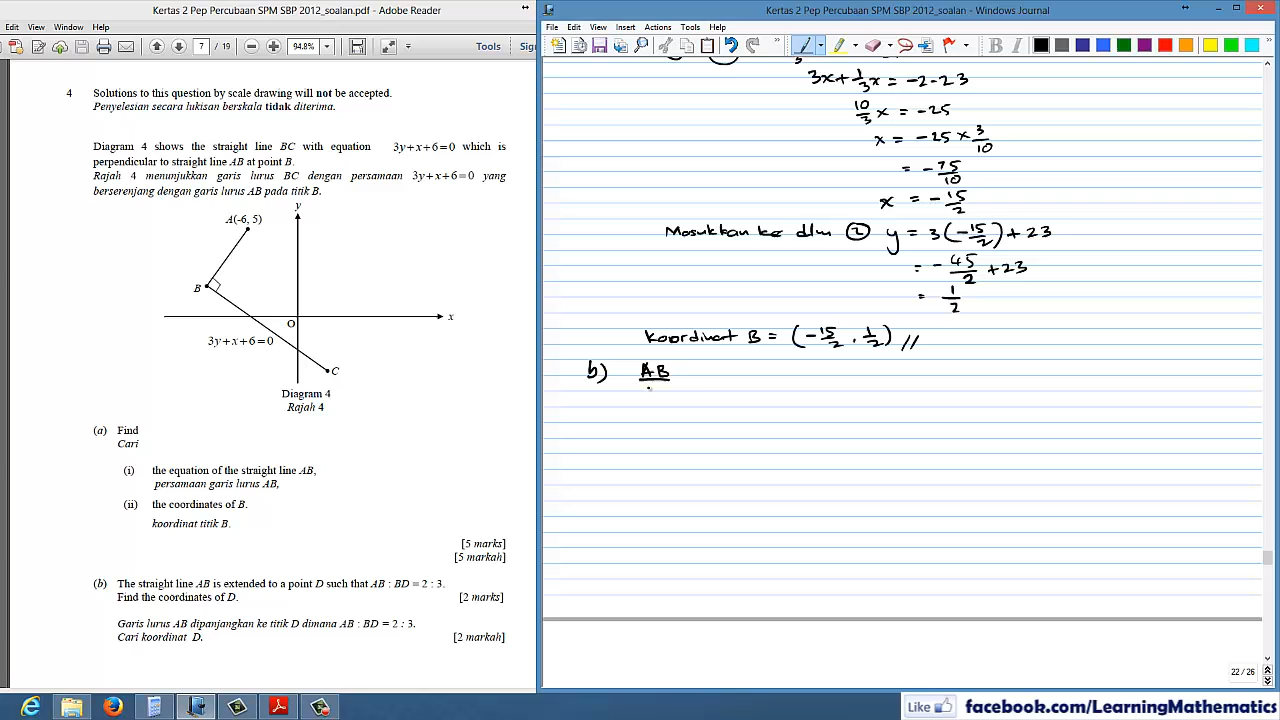 Kertas 2 Pep Percubaan SPM SBP 2012_soalan.pdf - Adobe Reader
Edit View Window Help
7 / 19 94.8% Tools
4 Solutions to this question by scale drawing will not be accepted.
Penyelesian secara lukisan berskala tidak diterima.
Diagram 4 shows the straight line BC with equation 3y+x+6=0 which is
perpendicular to straight line AB at point B.
Rajah 4 menunjukkan garis lurus BC dengan persamaan 3y+x+6=0 yang
berserenjang dengan garis lurus AB pada titik B.
y
A(-6, 5)
B
x
O
3y+x+6=0
C
Diagram 4
Rajah 4
(a) Find
Cari
(i) the equation of the straight line AB,
persamaan garis lurus AB,
(ii) the coordinates of B.
koordinat titik B.
[5 marks]
[5 markah]
(b) The straight line AB is extended to a point D such that AB : BD = 2 : 3.
Find the coordinates of D. [2 marks]
Garis lurus AB dipanjangkan ke titik D dimana AB : BD = 2 : 3.
Cari koordinat D. [2 markah]
Kertas 2 Pep Percubaan SPM SBP 2012_soalan - Windows Journal
File Edit View Insert Actions Tools Help
B I
3x + 1/3 x = -2 - 23
10/3 x = -25
x = -25 × 3/10
= -75/10
x = -15/2
Masukkan ke dlm ② y = 3(-15/2) + 23
= -45/2 + 23
= 1/2
koordinat B = (-15/2, 1/2) //
b) AB
22 / 26
Like facebook.com/LearningMathematics